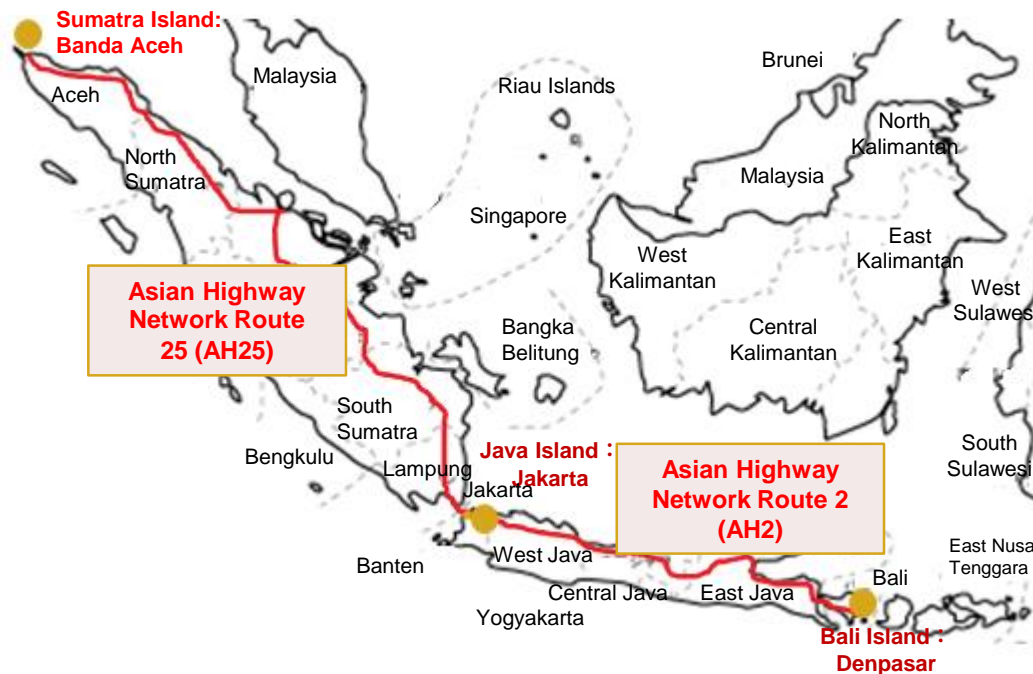 Sumatra Island:
Banda Aceh
Malaysia
Aceh
Riau Islands
Brunei
North
Kalimantan
North
Sumatra
Malaysia
Singapore
West
Kalimantan
East
Kalimantan
West
Sulawes
Asian Highway
Network Route
25 (AH25)
Bangka
Belitung
Central
Kalimantan
South
Sumatra
Bengkulu
Lampung
Java Island：
Jakarta
Jakarta
Asian Highway
Network Route 2
(AH2)
South
Sulawesi
Banten
West Java
Central Java
Yogyakarta
East Java
Bali
East Nusa
Tenggara
Bali Island：
Denpasar